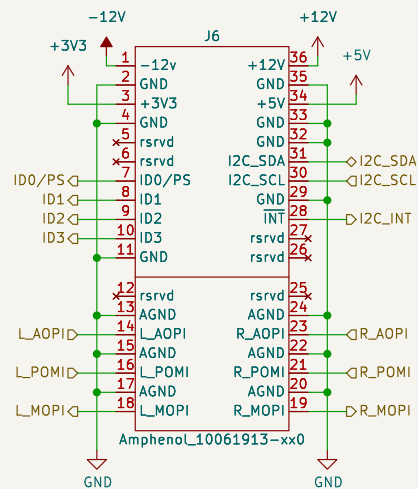 -12V
+12V
J6
+3V3
+5V
1 -12v +12V 36
2 GND GND 35
3 +3V3 +5V 34
4 GND GND 33
5 rsrvd GND 32
6 rsrvd I2C_SDA 31 I2C_SDA
ID0/PS 7 ID0/PS I2C_SCL 30 I2C_SCL
ID1 8 ID1 GND 29
ID2 9 ID2 INT 28 I2C_INT
ID3 10 ID3 rsrvd 27
11 GND rsrvd 26
12 rsrvd rsrvd 25
13 AGND AGND 24
L_AOPI 14 L_AOPI R_AOPI 23 R_AOPI
15 AGND AGND 22
L_POMI 16 L_POMI R_POMI 21 R_POMI
17 AGND AGND 20
L_MOPI 18 L_MOPI R_MOPI 19 R_MOPI
Amphenol_10061913-xx0
GND
GND